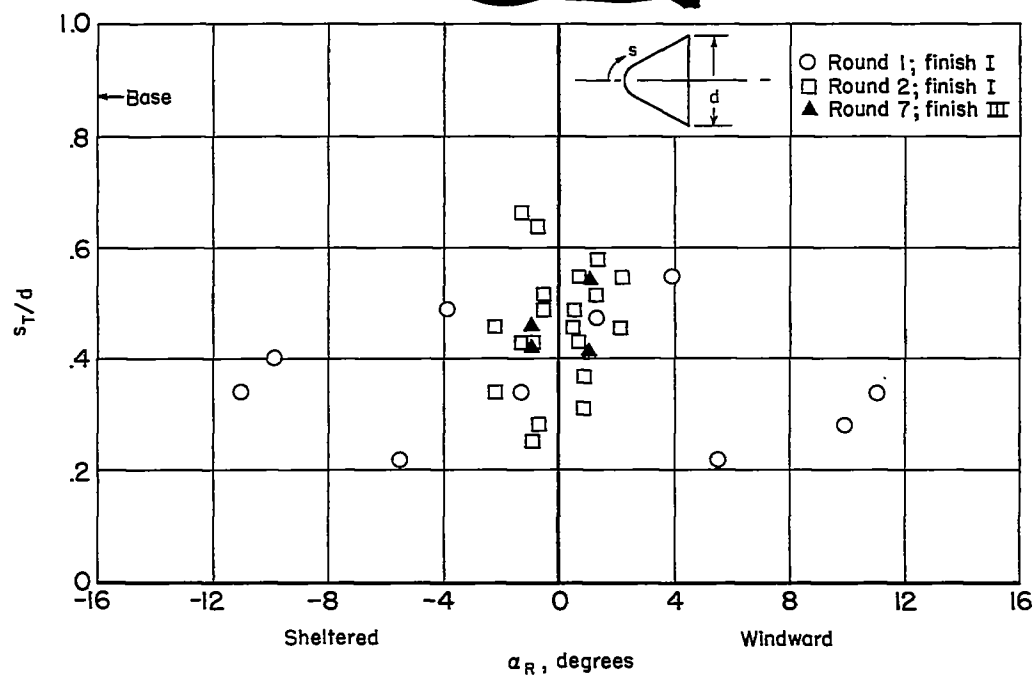 1.0
.8
.6
.4
.2
0
s_T/d
←Base
s
d
○ Round 1; finish I
□ Round 2; finish I
▲ Round 7; finish III
-16 -12 -8 -4 0 4 8 12 16
Sheltered Windward
α_R, degrees